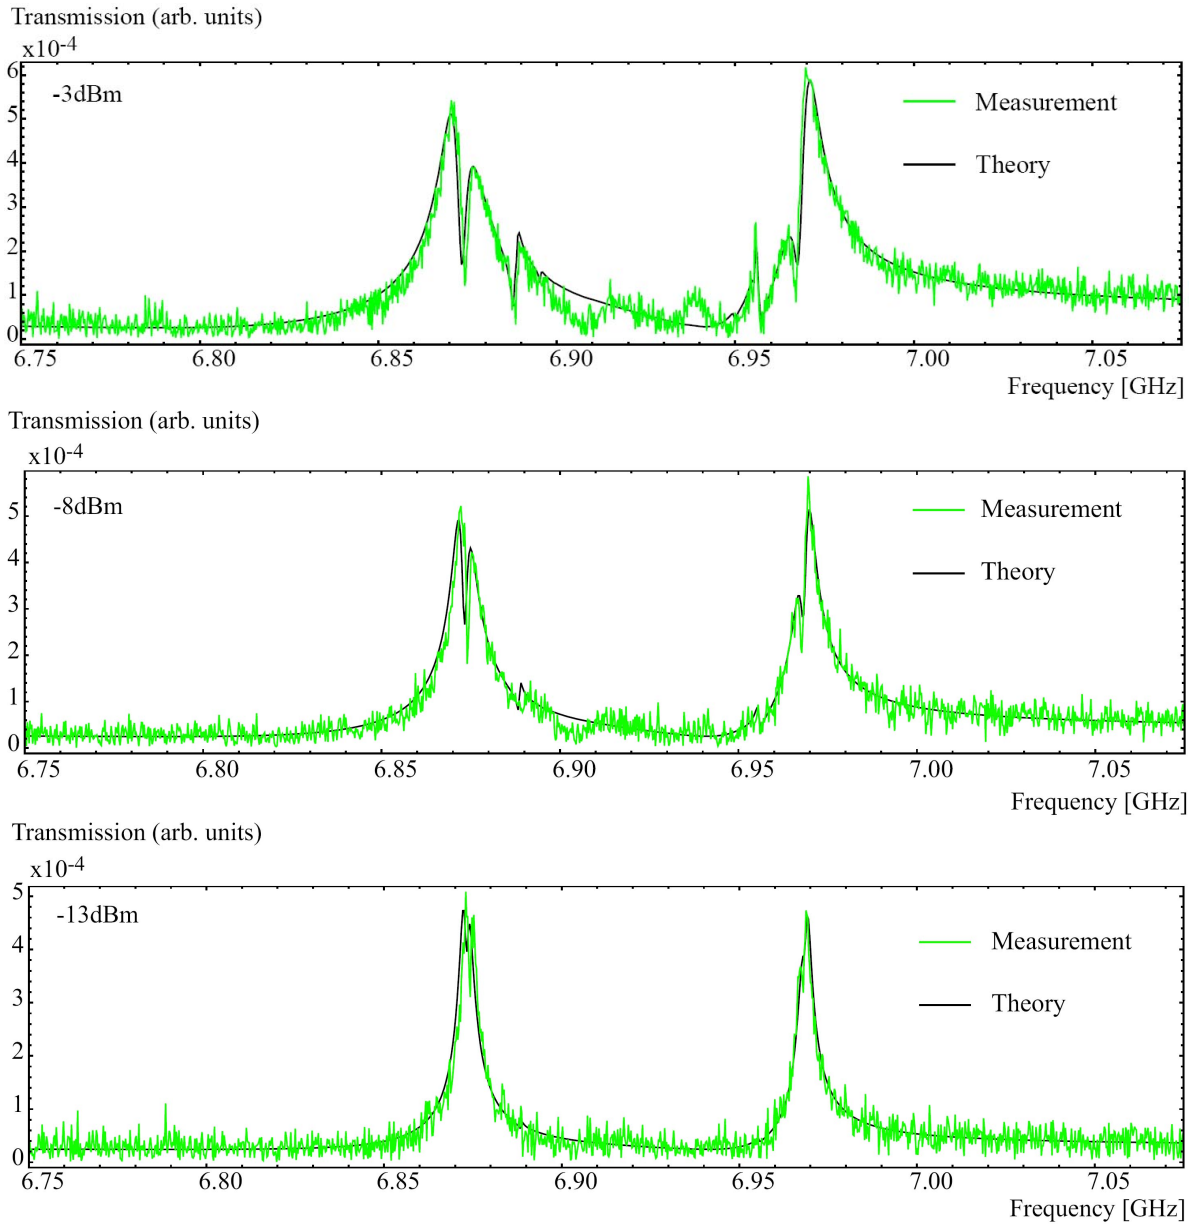 Transmission (arb. units)
x10-4
-3dBm
Measurement
Theory
6
5
4
3
2
1
0
6.75 6.80 6.85 6.90 6.95 7.00 7.05
Frequency [GHz]
Transmission (arb. units)
x10-4
-8dBm
Measurement
Theory
5
4
3
2
1
0
6.75 6.80 6.85 6.90 6.95 7.00 7.05
Frequency [GHz]
Transmission (arb. units)
x10-4
-13dBm
Measurement
Theory
5
4
3
2
1
0
6.75 6.80 6.85 6.90 6.95 7.00 7.05
Frequency [GHz]